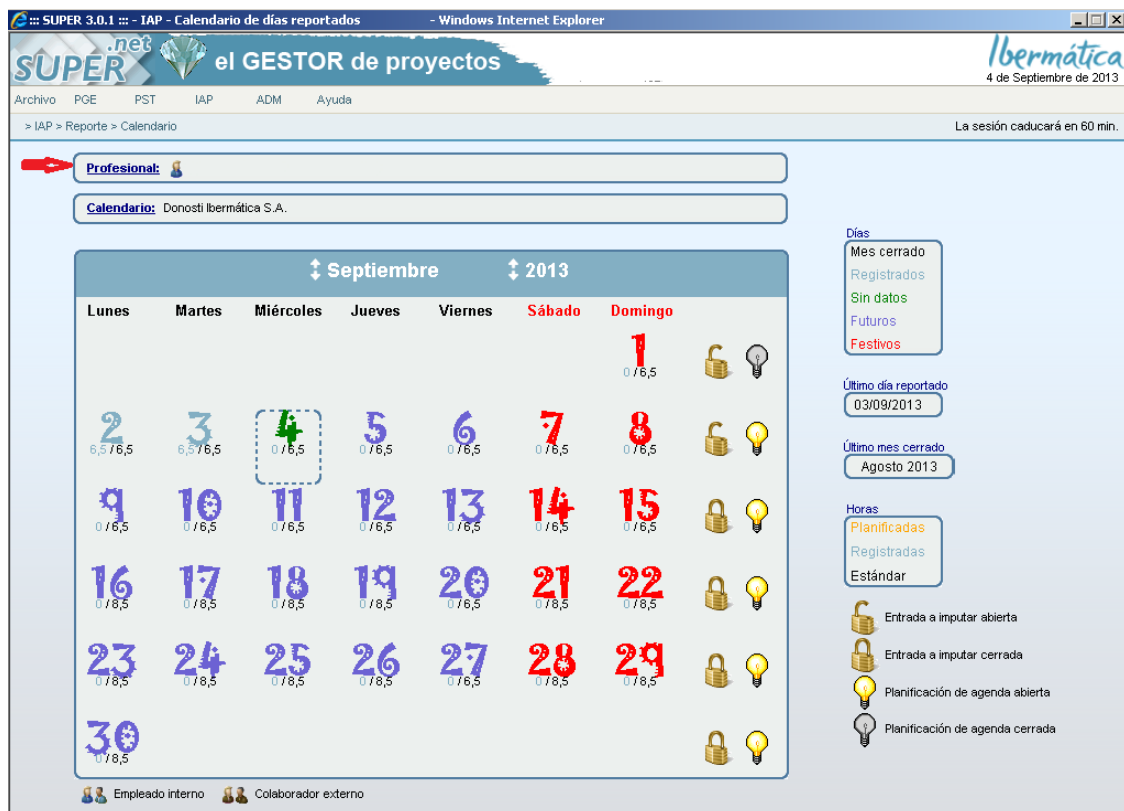 ::: SUPER 3.0.1 ::: - IAP - Calendario de días reportados - Windows Internet Explorer
SUPER.net el GESTOR de proyectos Ibermática
4 de Septiembre de 2013
Archivo PGE PST IAP ADM Ayuda
> IAP > Reporte > Calendario La sesión caducará en 60 min.
Profesional:
Calendario: Donosti Ibermática S.A.
Septiembre 2013
Lunes Martes Miércoles Jueves Viernes Sábado Domingo
1
0 / 6,5
2 3 4 5 6 7 8
6,5 / 6,5 6,5 / 6,5 0 / 6,5 0 / 6,5 0 / 6,5 0 / 6,5 0 / 6,5
9 10 11 12 13 14 15
0 / 6,5 0 / 6,5 0 / 6,5 0 / 6,5 0 / 6,5 0 / 6,5 0 / 6,5
16 17 18 19 20 21 22
0 / 8,5 0 / 8,5 0 / 8,5 0 / 8,5 0 / 6,5 0 / 8,5 0 / 8,5
23 24 25 26 27 28 29
0 / 8,5 0 / 8,5 0 / 8,5 0 / 8,5 0 / 6,5 0 / 8,5 0 / 8,5
30
0 / 8,5
Empleado interno Colaborador externo
Días
Mes cerrado
Registrados
Sin datos
Futuros
Festivos
Último día reportado
03/09/2013
Último mes cerrado
Agosto 2013
Horas
Planificadas
Registradas
Estándar
Entrada a imputar abierta
Entrada a imputar cerrada
Planificación de agenda abierta
Planificación de agenda cerrada